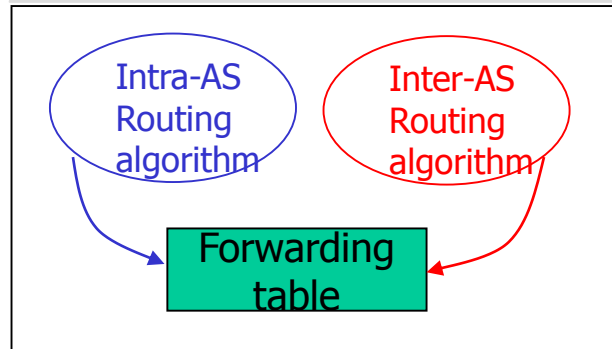 Intra-AS
Routing
algorithm
Inter-AS
Routing
algorithm
Forwarding
table